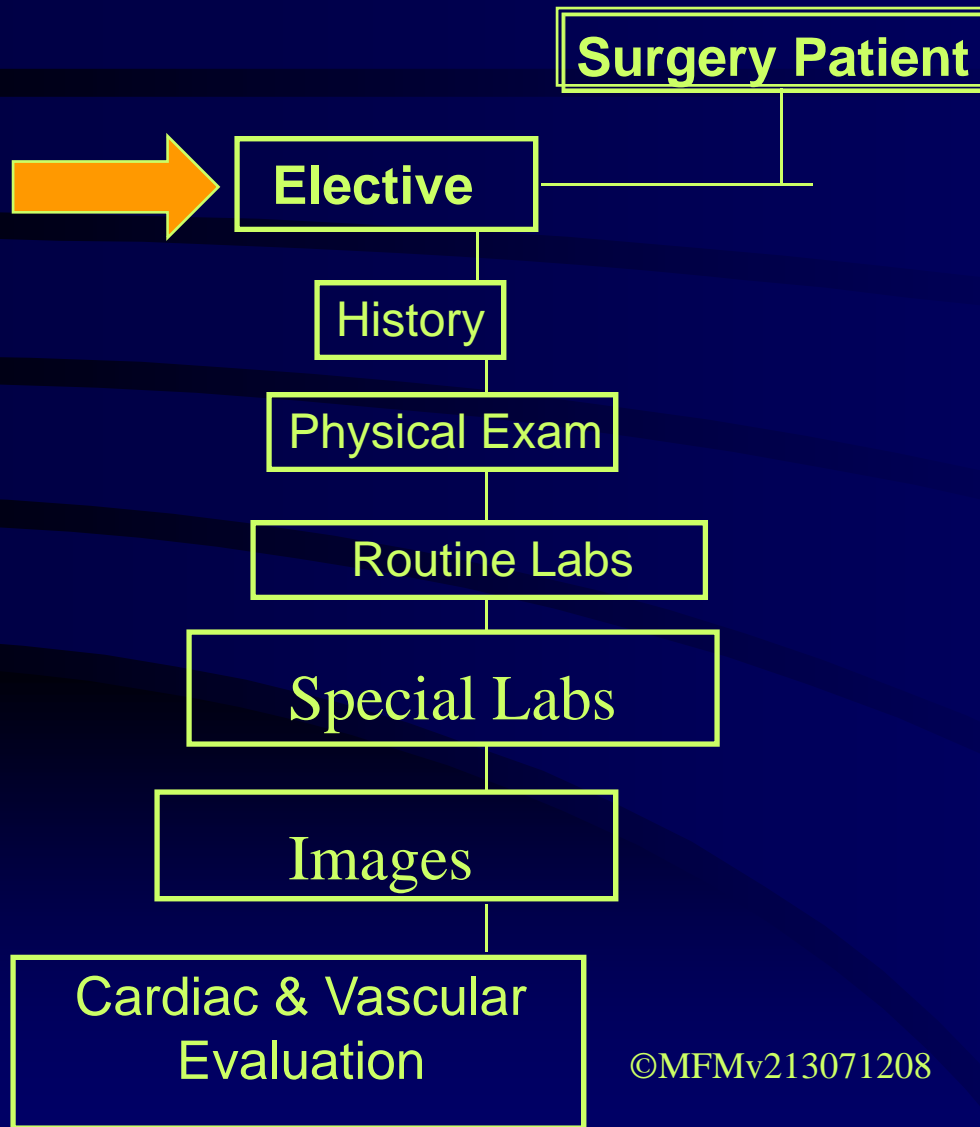 Surgery Patient
Elective
History
Physical Exam
Routine Labs
Special Labs
Images
Cardiac & Vascular
Evaluation
©MFMv213071208